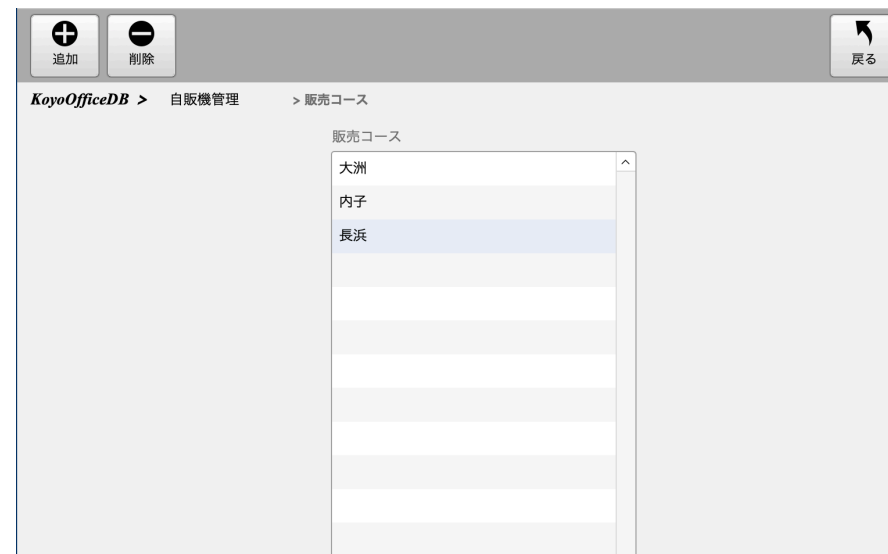 追加
削除
戻る
KoyoOfficeDB > 自販機管理 > 販売コース
販売コース
大洲
内子
長浜